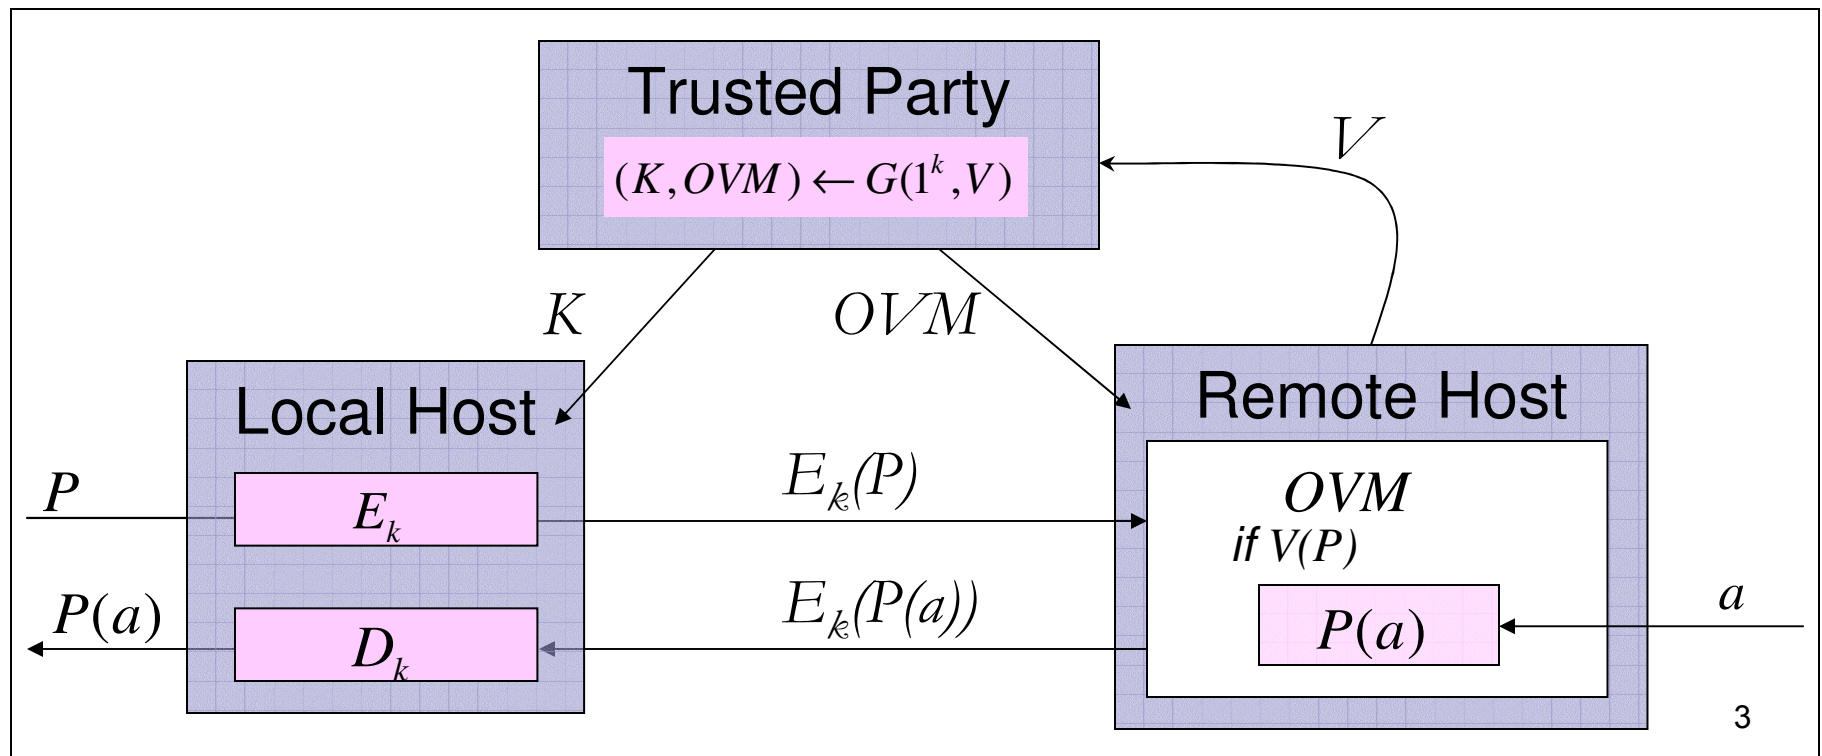 Trusted Party
(K, OVM) ← G(1^k, V)
V
K
OVM
Local Host
Remote Host
P
E_k
E_k(P)
OVM
if V(P)
P(a)
D_k
E_k(P(a))
P(a)
a
3